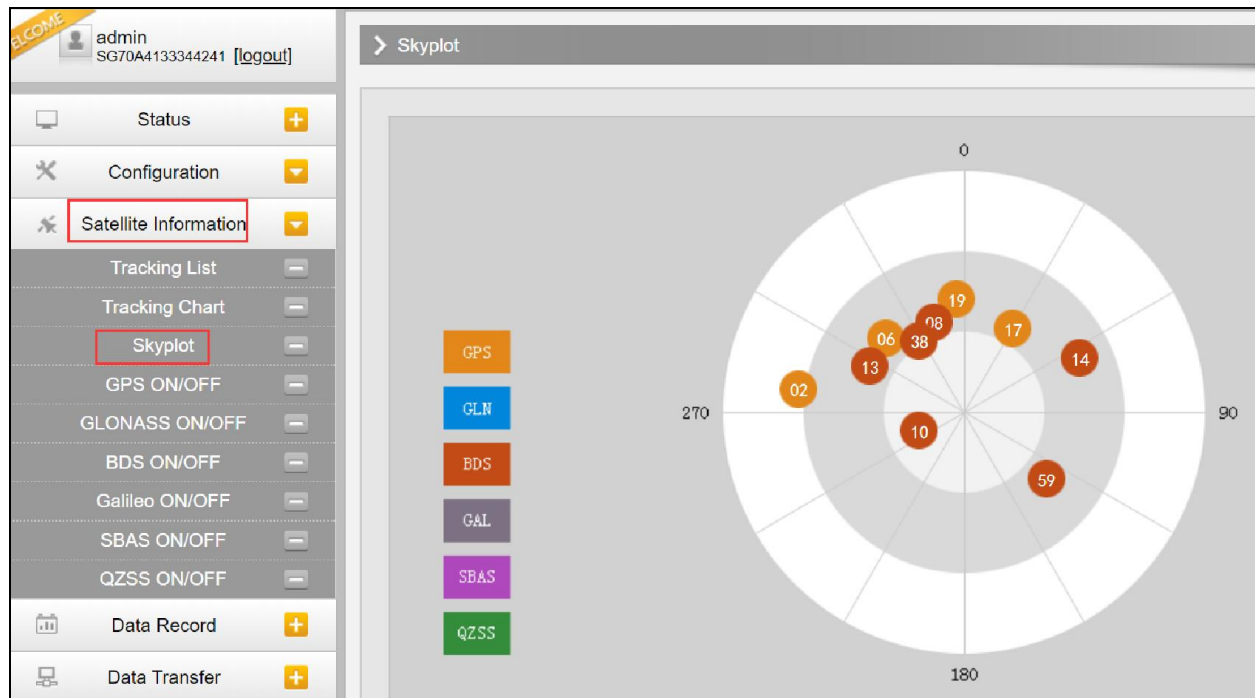 ELCOME
admin
SG70A4133344241 [logout]
Status
Configuration
Satellite Information
Tracking List
Tracking Chart
Skyplot
GPS ON/OFF
GLONASS ON/OFF
BDS ON/OFF
Galileo ON/OFF
SBAS ON/OFF
QZSS ON/OFF
Data Record
Data Transfer
Skyplot
GPS
GLN
BDS
GAL
SBAS
QZSS
0
19
08
17
06
38
14
13
02
270
90
10
59
180